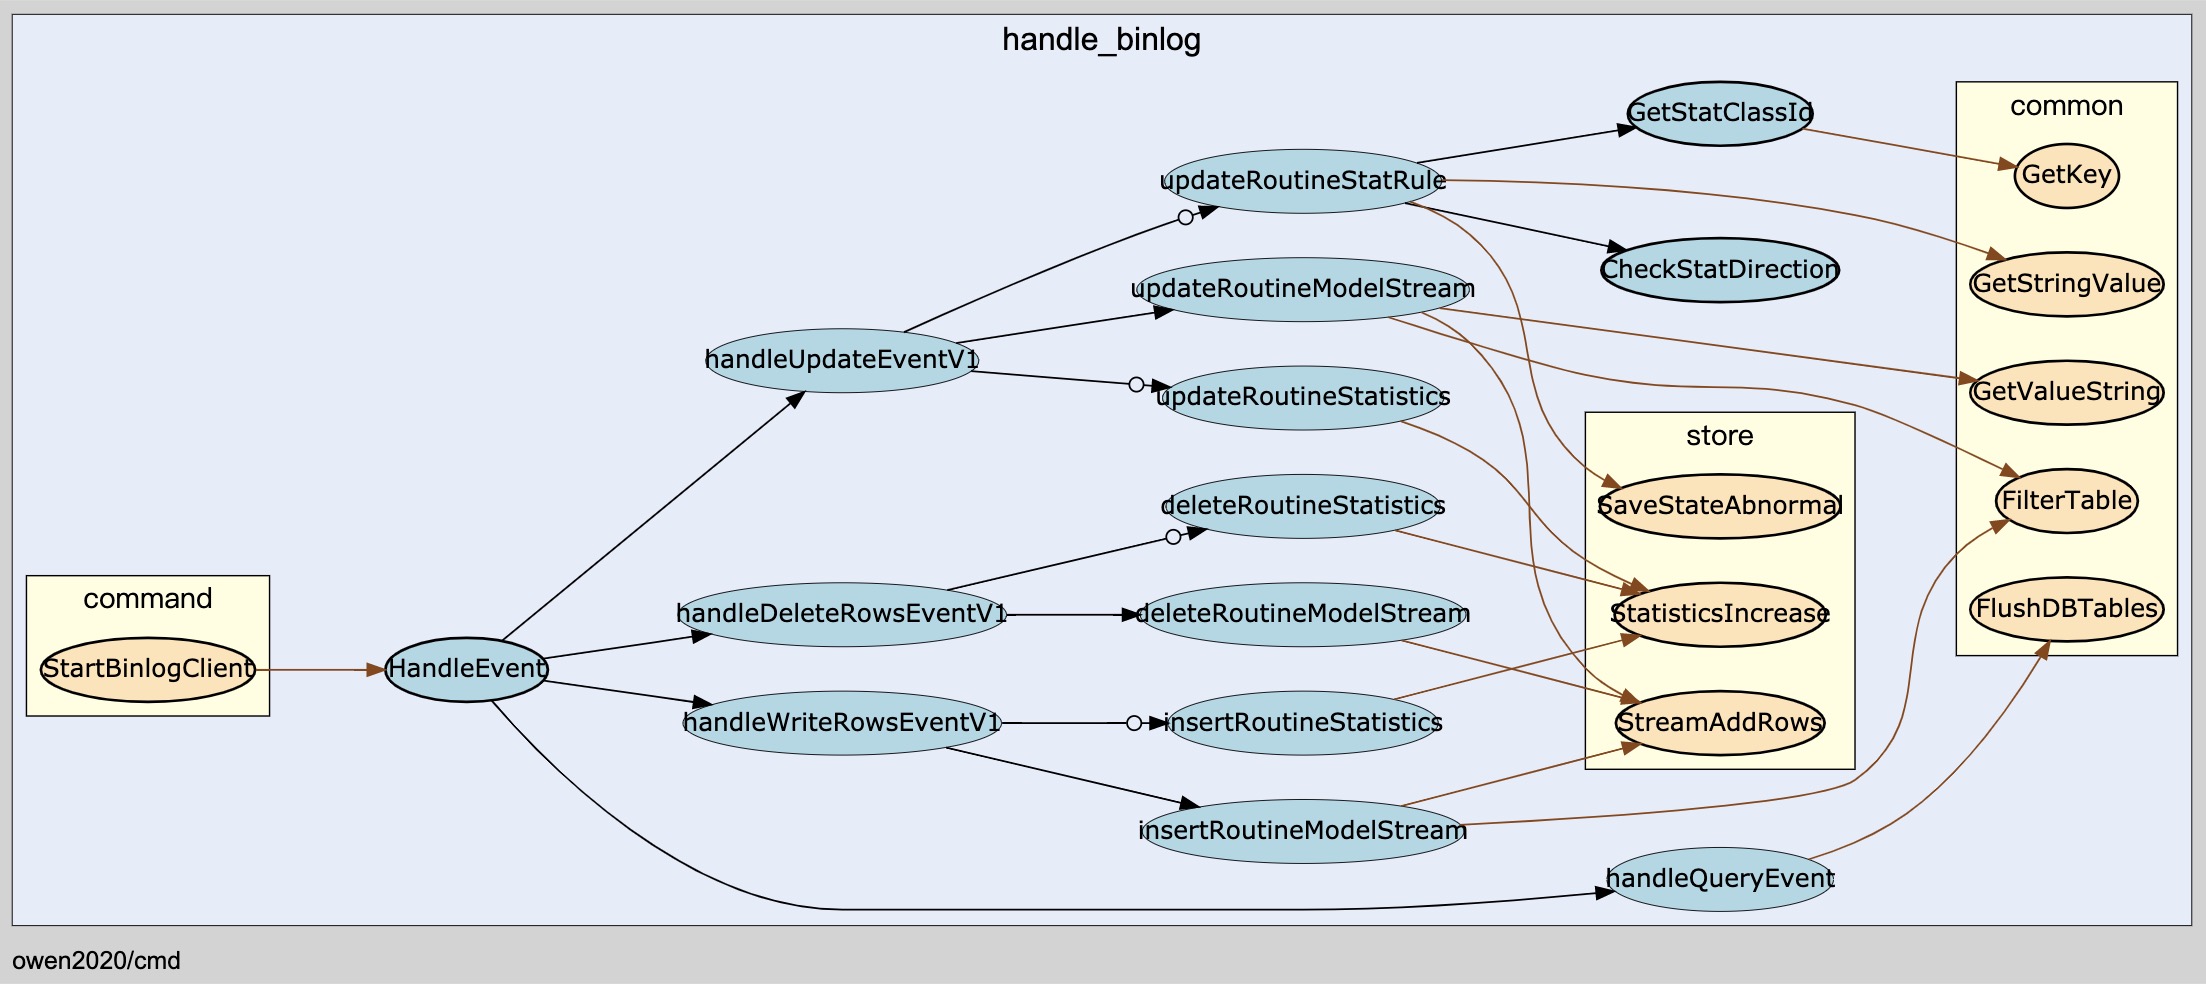 handle_binlog
command
StartBinlogClient
HandleEvent
handleUpdateEventV1
handleDeleteRowsEventV1
handleWriteRowsEventV1
updateRoutineStatRule
updateRoutineModelStream
updateRoutineStatistics
deleteRoutineStatistics
deleteRoutineModelStream
insertRoutineStatistics
insertRoutineModelStream
GetStatClassId
CheckStatDirection
store
SaveStateAbnormal
StatisticsIncrease
StreamAddRows
handleQueryEvent
common
GetKey
GetStringValue
GetValueString
FilterTable
FlushDBTables
owen2020/cmd